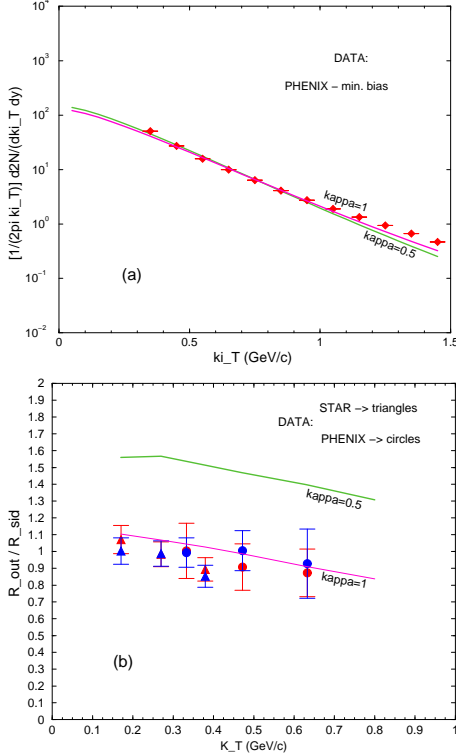 10^4
10^3
10^2
10^1
10^0
10^−1
10^−2
[1/(2pi ki_T)] d2N/(dki_T dy)
DATA:
PHENIX − min. bias
kappa=1
kappa=0.5
(a)
0 0.5 1 1.5
ki_T (GeV/c)
2
1.9
1.8
1.7
1.6
1.5
1.4
1.3
1.2
1.1
1
0.9
0.8
0.7
0.6
0.5
0.4
0.3
0.2
0.1
0
R_out / R_sid
STAR −> triangles
DATA:
PHENIX −> circles
kappa=0.5
kappa=1
(b)
0 0.1 0.2 0.3 0.4 0.5 0.6 0.7 0.8 0.9 1
K_T (GeV/c)